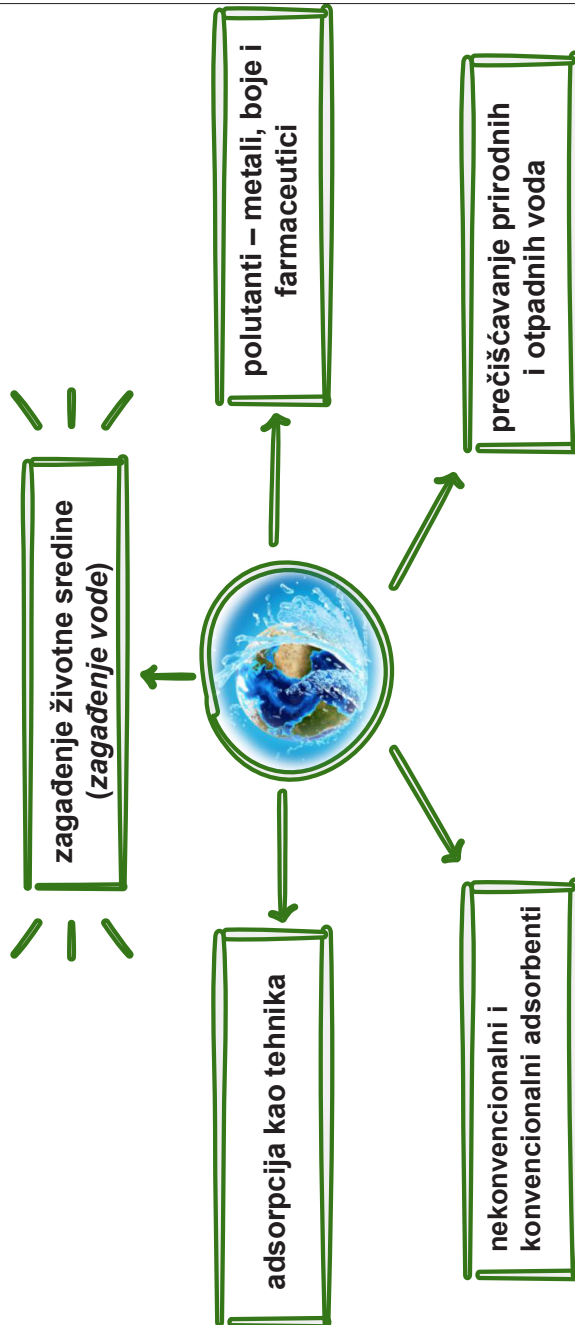 zagađenje životne sredine
(zagađenje vode)
adsorpcija kao tehnika
polutanti – metali, boje i
farmaceutici
nekonvencionalni i
konvencionalni adsorbenti
prečišćavanje prirodnih
i otpadnih voda